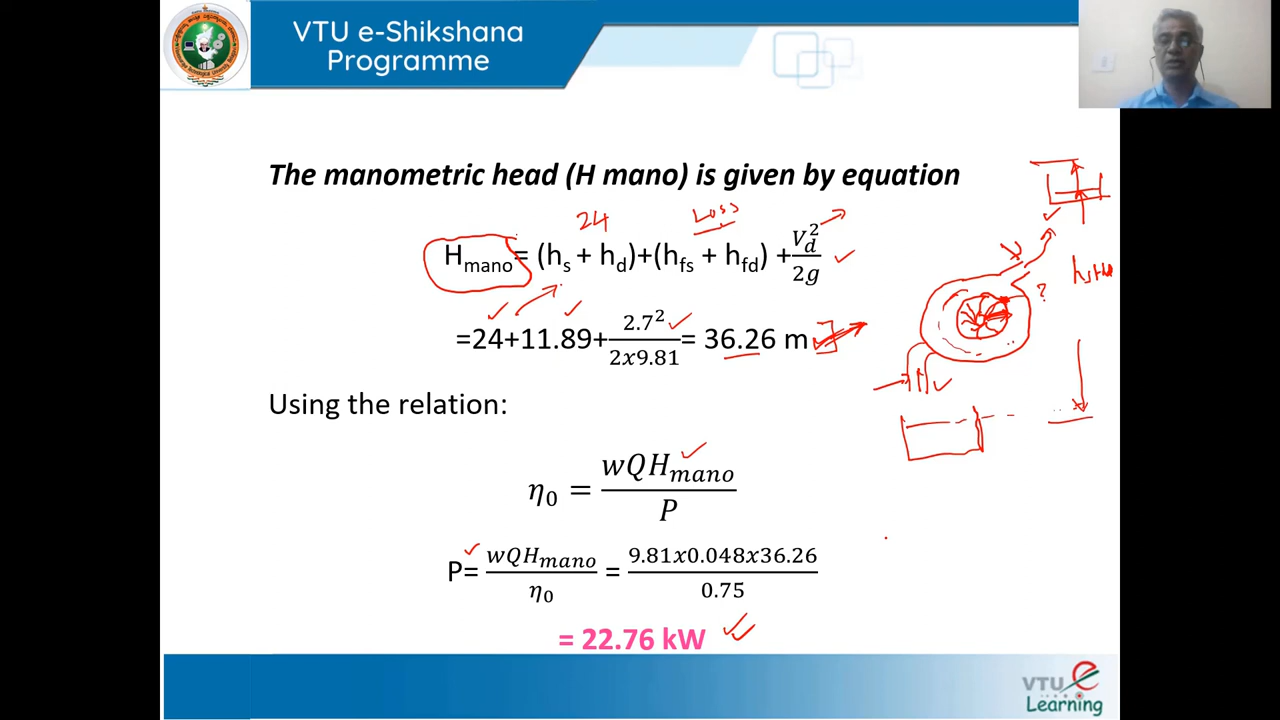 VTU e-Shikshana
Programme
The manometric head (H mano) is given by equation
24 Loss
H_mano = (h_s + h_d)+(h_fs + h_fd) + V_d^2/2g
=24+11.89+ 2.7^2/2x9.81 = 36.26 m
?
Using the relation:
η_0 = wQH_mano/P
P= wQH_mano/η_0 = 9.81x0.048x36.26/0.75
= 22.76 kW
VTU e
Learning